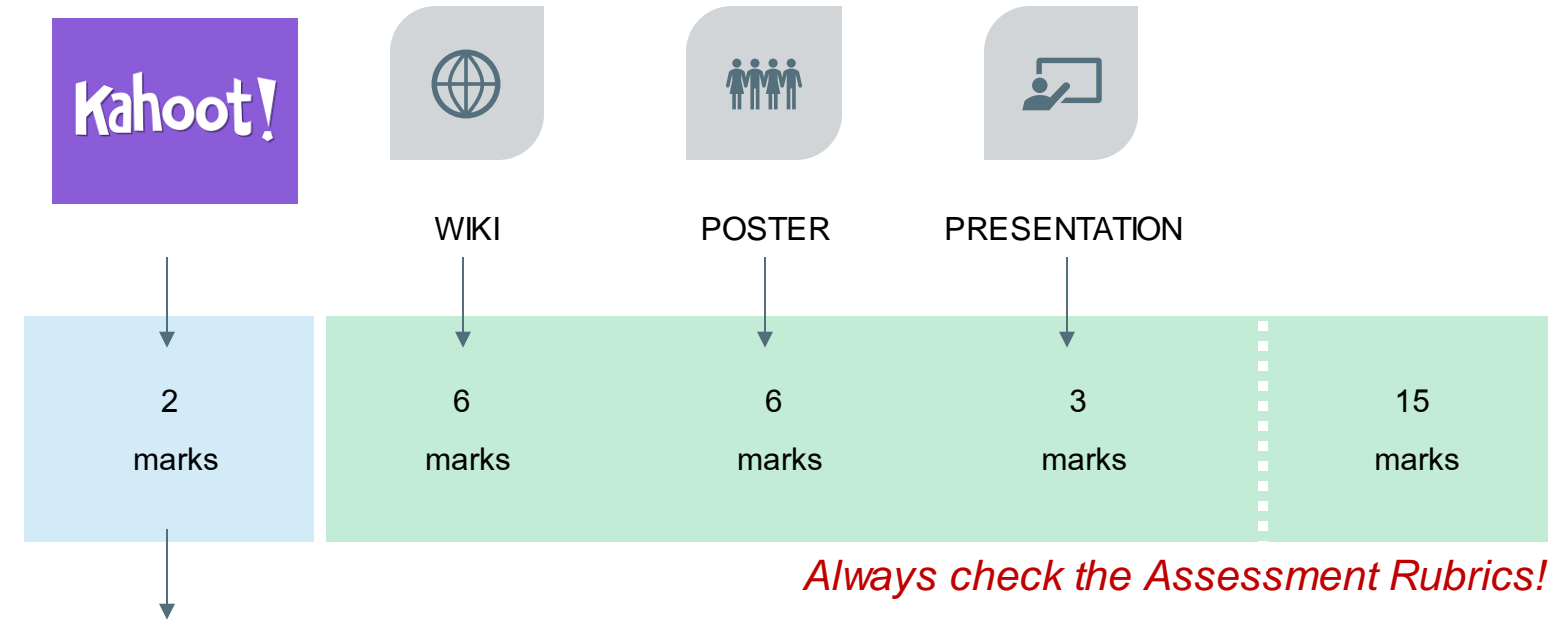 Kahoot!
WIKI
POSTER
PRESENTATION
2
marks
6
marks
6
marks
3
marks
15
marks
Always check the Assessment Rubrics!